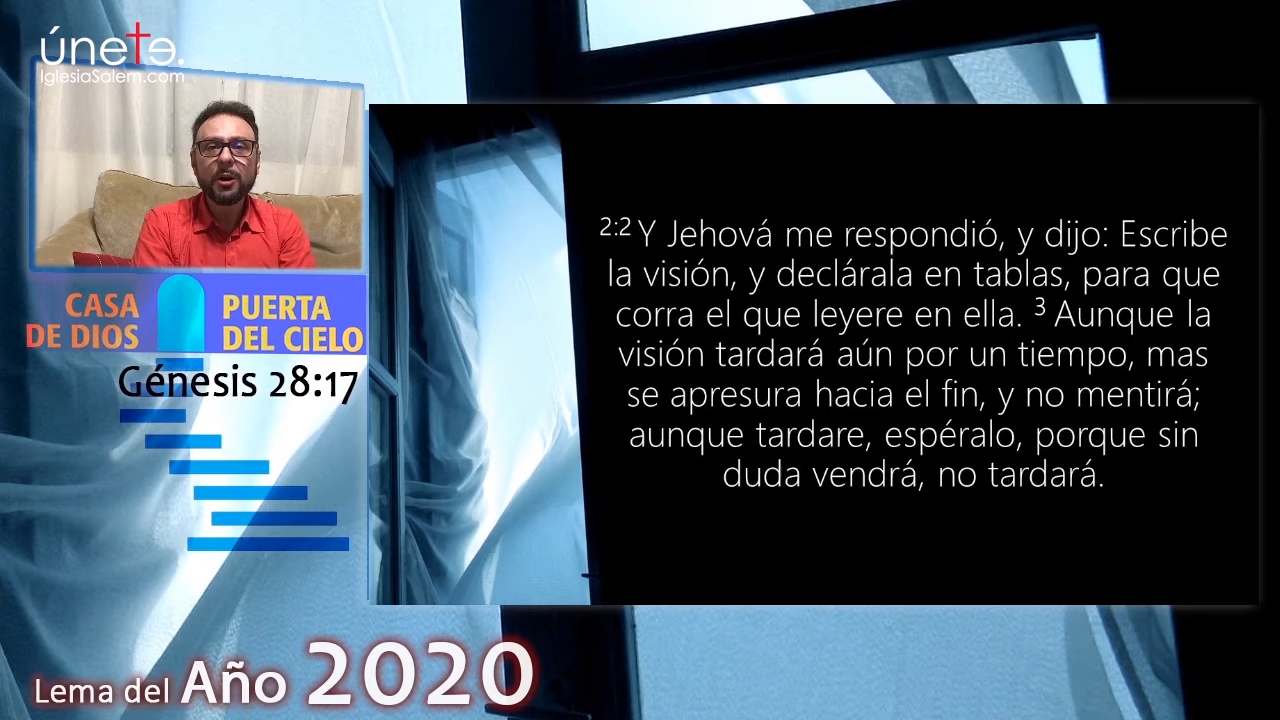 únete.
IglesiaSalem.com
CASA
DE DIOS
PUERTA
DEL CIELO
Génesis 28:17
2:2 Y Jehová me respondió, y dijo: Escribe
la visión, y declárala en tablas, para que
corra el que leyere en ella. 3 Aunque la
visión tardará aún por un tiempo, mas
se apresura hacia el fin, y no mentirá;
aunque tardare, espéralo, porque sin
duda vendrá, no tardará.
Lema del Año 2020